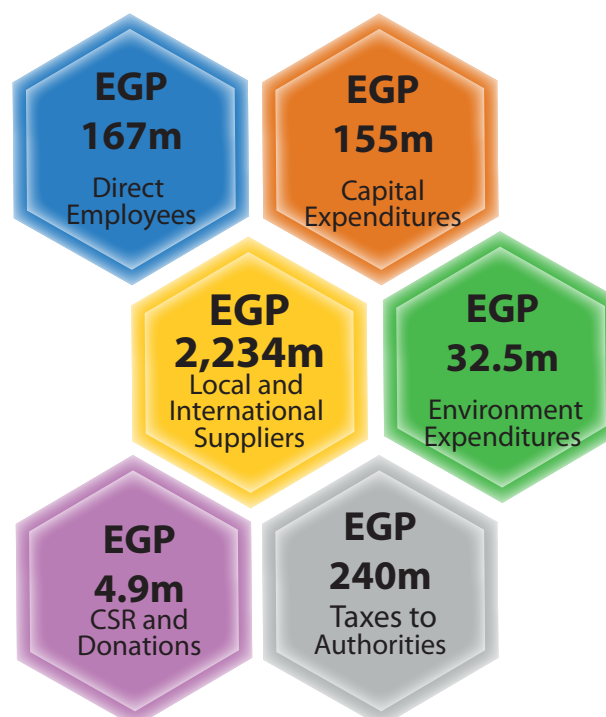 EGP
167m
Direct
Employees
EGP
155m
Capital
Expenditures
EGP
2,234m
Local and
International
Suppliers
EGP
32.5m
Environment
Expenditures
EGP
4.9m
CSR and
Donations
EGP
240m
Taxes to
Authorities